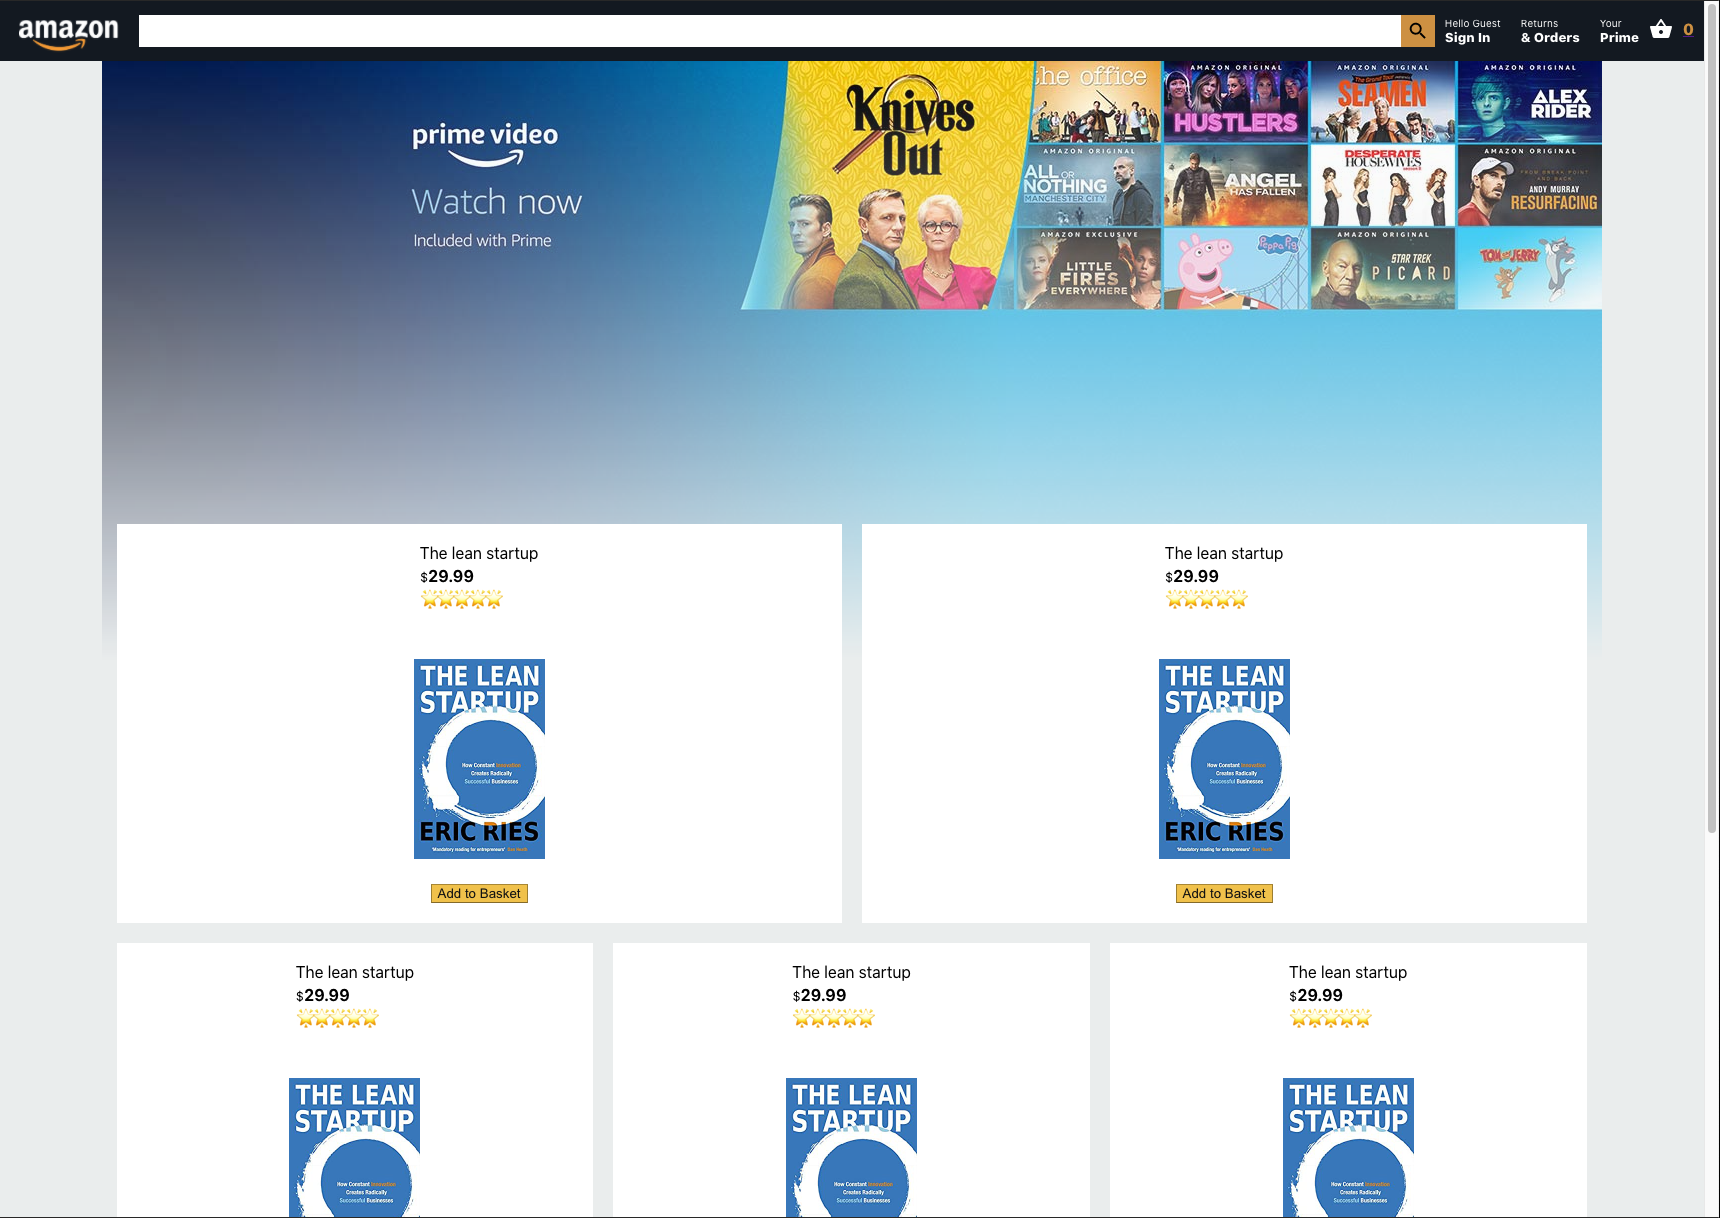 amazon
Hello Guest
Sign In
Returns
& Orders
Your
Prime
0
prime video
Watch now
Included with Prime
Knives
Out
the office
AMAZON ORIGINAL
HUSTLERS
AMAZON ORIGINAL
The Grand Tour presents
SEAMEN
AMAZON ORIGINAL
ALEX
RIDER
AMAZON ORIGINAL
ALL OR
NOTHING
MANCHESTER CITY
ANGEL
HAS FALLEN
DESPERATE
HOUSEWIVES
AMAZON ORIGINAL
FROM BREAK POINT
AND BACK
ANDY MURRAY
RESURFACING
AMAZON EXCLUSIVE
LITTLE
FIRES
EVERYWHERE
Peppa Pig
AMAZON ORIGINAL
STAR TREK
PICARD
TOM and JERRY
The lean startup
$29.99
THE LEAN
STARTUP
How Constant Innovation
Creates Radically
Successful Businesses
ERIC RIES
'Mandatory reading for entrepreneurs'
Add to Basket
The lean startup
$29.99
THE LEAN
STARTUP
How Constant Innovation
Creates Radically
Successful Businesses
ERIC RIES
'Mandatory reading for entrepreneurs'
Add to Basket
The lean startup
$29.99
THE LEAN
STARTUP
How Constant Innovation
Creates Radically
Successful Businesses
The lean startup
$29.99
THE LEAN
STARTUP
How Constant Innovation
Creates Radically
Successful Businesses
The lean startup
$29.99
THE LEAN
STARTUP
How Constant Innovation
Creates Radically
Successful Businesses